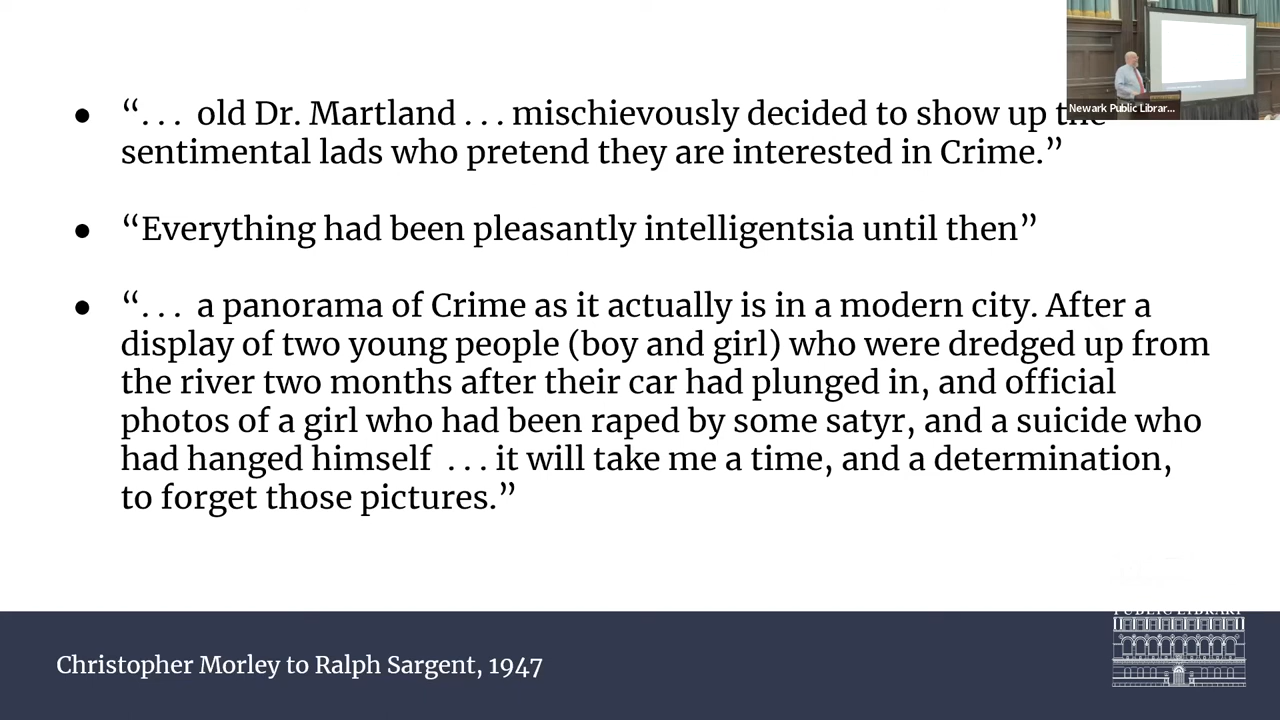 ● “. . . old Dr. Martland . . . mischievously decided to show up the
sentimental lads who pretend they are interested in Crime.”
● “Everything had been pleasantly intelligentsia until then”
● “. . . a panorama of Crime as it actually is in a modern city. After a
display of two young people (boy and girl) who were dredged up from
the river two months after their car had plunged in, and official
photos of a girl who had been raped by some satyr, and a suicide who
had hanged himself . . . it will take me a time, and a determination,
to forget those pictures.”
Newark Public Librar...
PUBLIC LIBRARY
Christopher Morley to Ralph Sargent, 1947